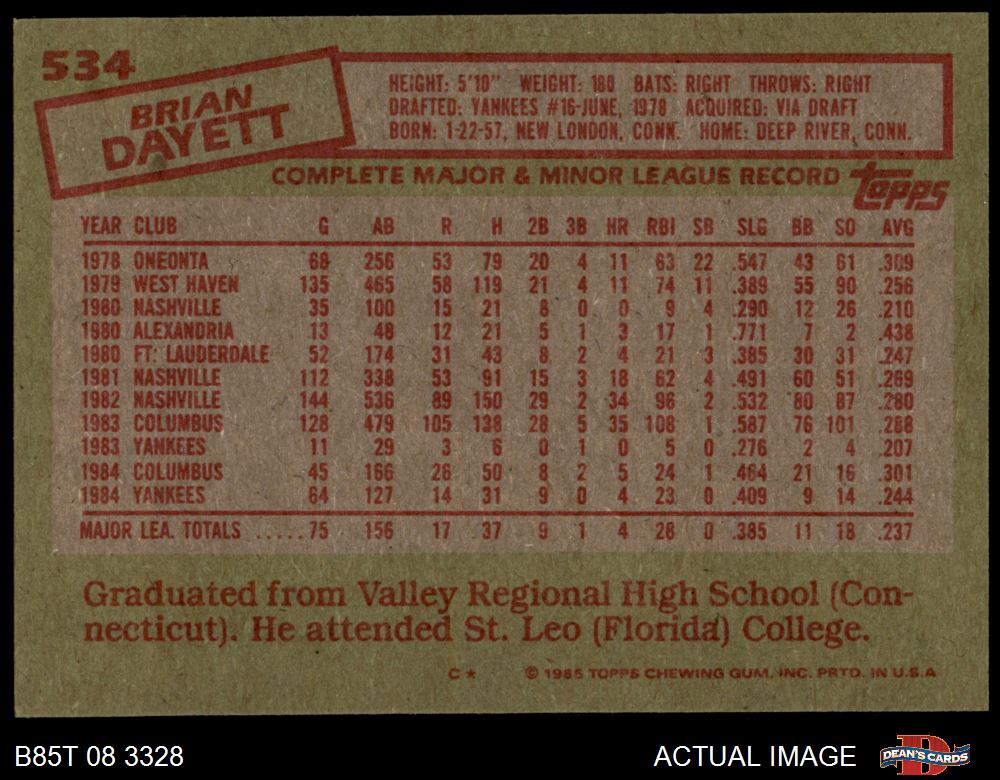 534
BRIAN
DAYETT
HEIGHT: 5'10" WEIGHT: 180 BATS: RIGHT THROWS: RIGHT
DRAFTED: YANKEES #16-JUNE, 1978 ACQUIRED: VIA DRAFT
BORN: 1-22-57, NEW LONDON, CONN. HOME: DEEP RIVER, CONN.
COMPLETE MAJOR & MINOR LEAGUE RECORD topps
YEAR CLUB G AB R H 2B 3B HR RBI SB SLG BB SO AVG
1978 ONEONTA 68 256 53 79 20 4 11 63 22 .547 43 61 .309
1979 WEST HAVEN 135 465 58 119 21 4 11 74 11 .389 55 90 .256
1980 NASHVILLE 35 100 15 21 8 0 0 9 4 .290 12 26 .210
1980 ALEXANDRIA 13 48 12 21 5 1 3 17 1 .771 7 2 .438
1980 FT. LAUDERDALE 52 174 31 43 8 2 4 21 3 .385 30 31 .247
1981 NASHVILLE 112 338 53 91 15 3 18 62 4 .491 60 51 .269
1982 NASHVILLE 144 536 89 150 29 2 34 96 2 .532 80 87 .280
1983 COLUMBUS 128 479 105 138 28 5 35 108 1 .587 76 101 .288
1983 YANKEES 11 29 3 6 0 1 0 5 0 .276 2 4 .207
1984 COLUMBUS 45 166 26 50 8 2 5 24 1 .464 21 16 .301
1984 YANKEES 64 127 14 31 9 0 4 23 0 .409 9 14 .244
MAJOR LEA. TOTALS .....75 156 17 37 9 1 4 28 0 .385 11 18 .237
Graduated from Valley Regional High School (Con-
necticut). He attended St. Leo (Florida) College.
C* © 1985 TOPPS CHEWING GUM, INC. PRTD. IN U.S.A
B85T 08 3328 ACTUAL IMAGE DEAN'S CARDS